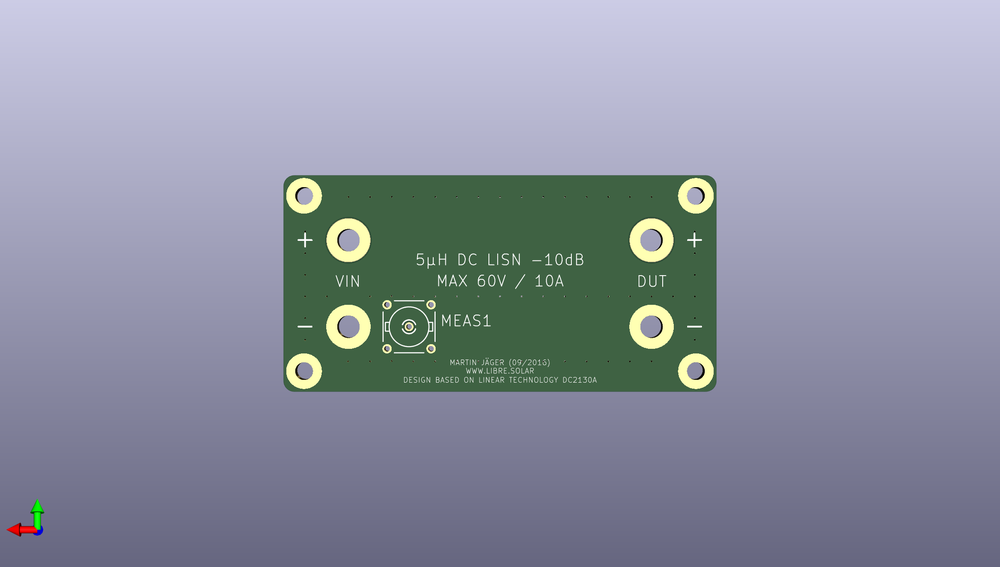 + +
5µH DC LISN −10dB
VIN MAX 60V / 10A DUT
MEAS1
− −
MARTIN JÄGER (09/2016)
WWW.LIBRE.SOLAR
DESIGN BASED ON LINEAR TECHNOLOGY DC2130A